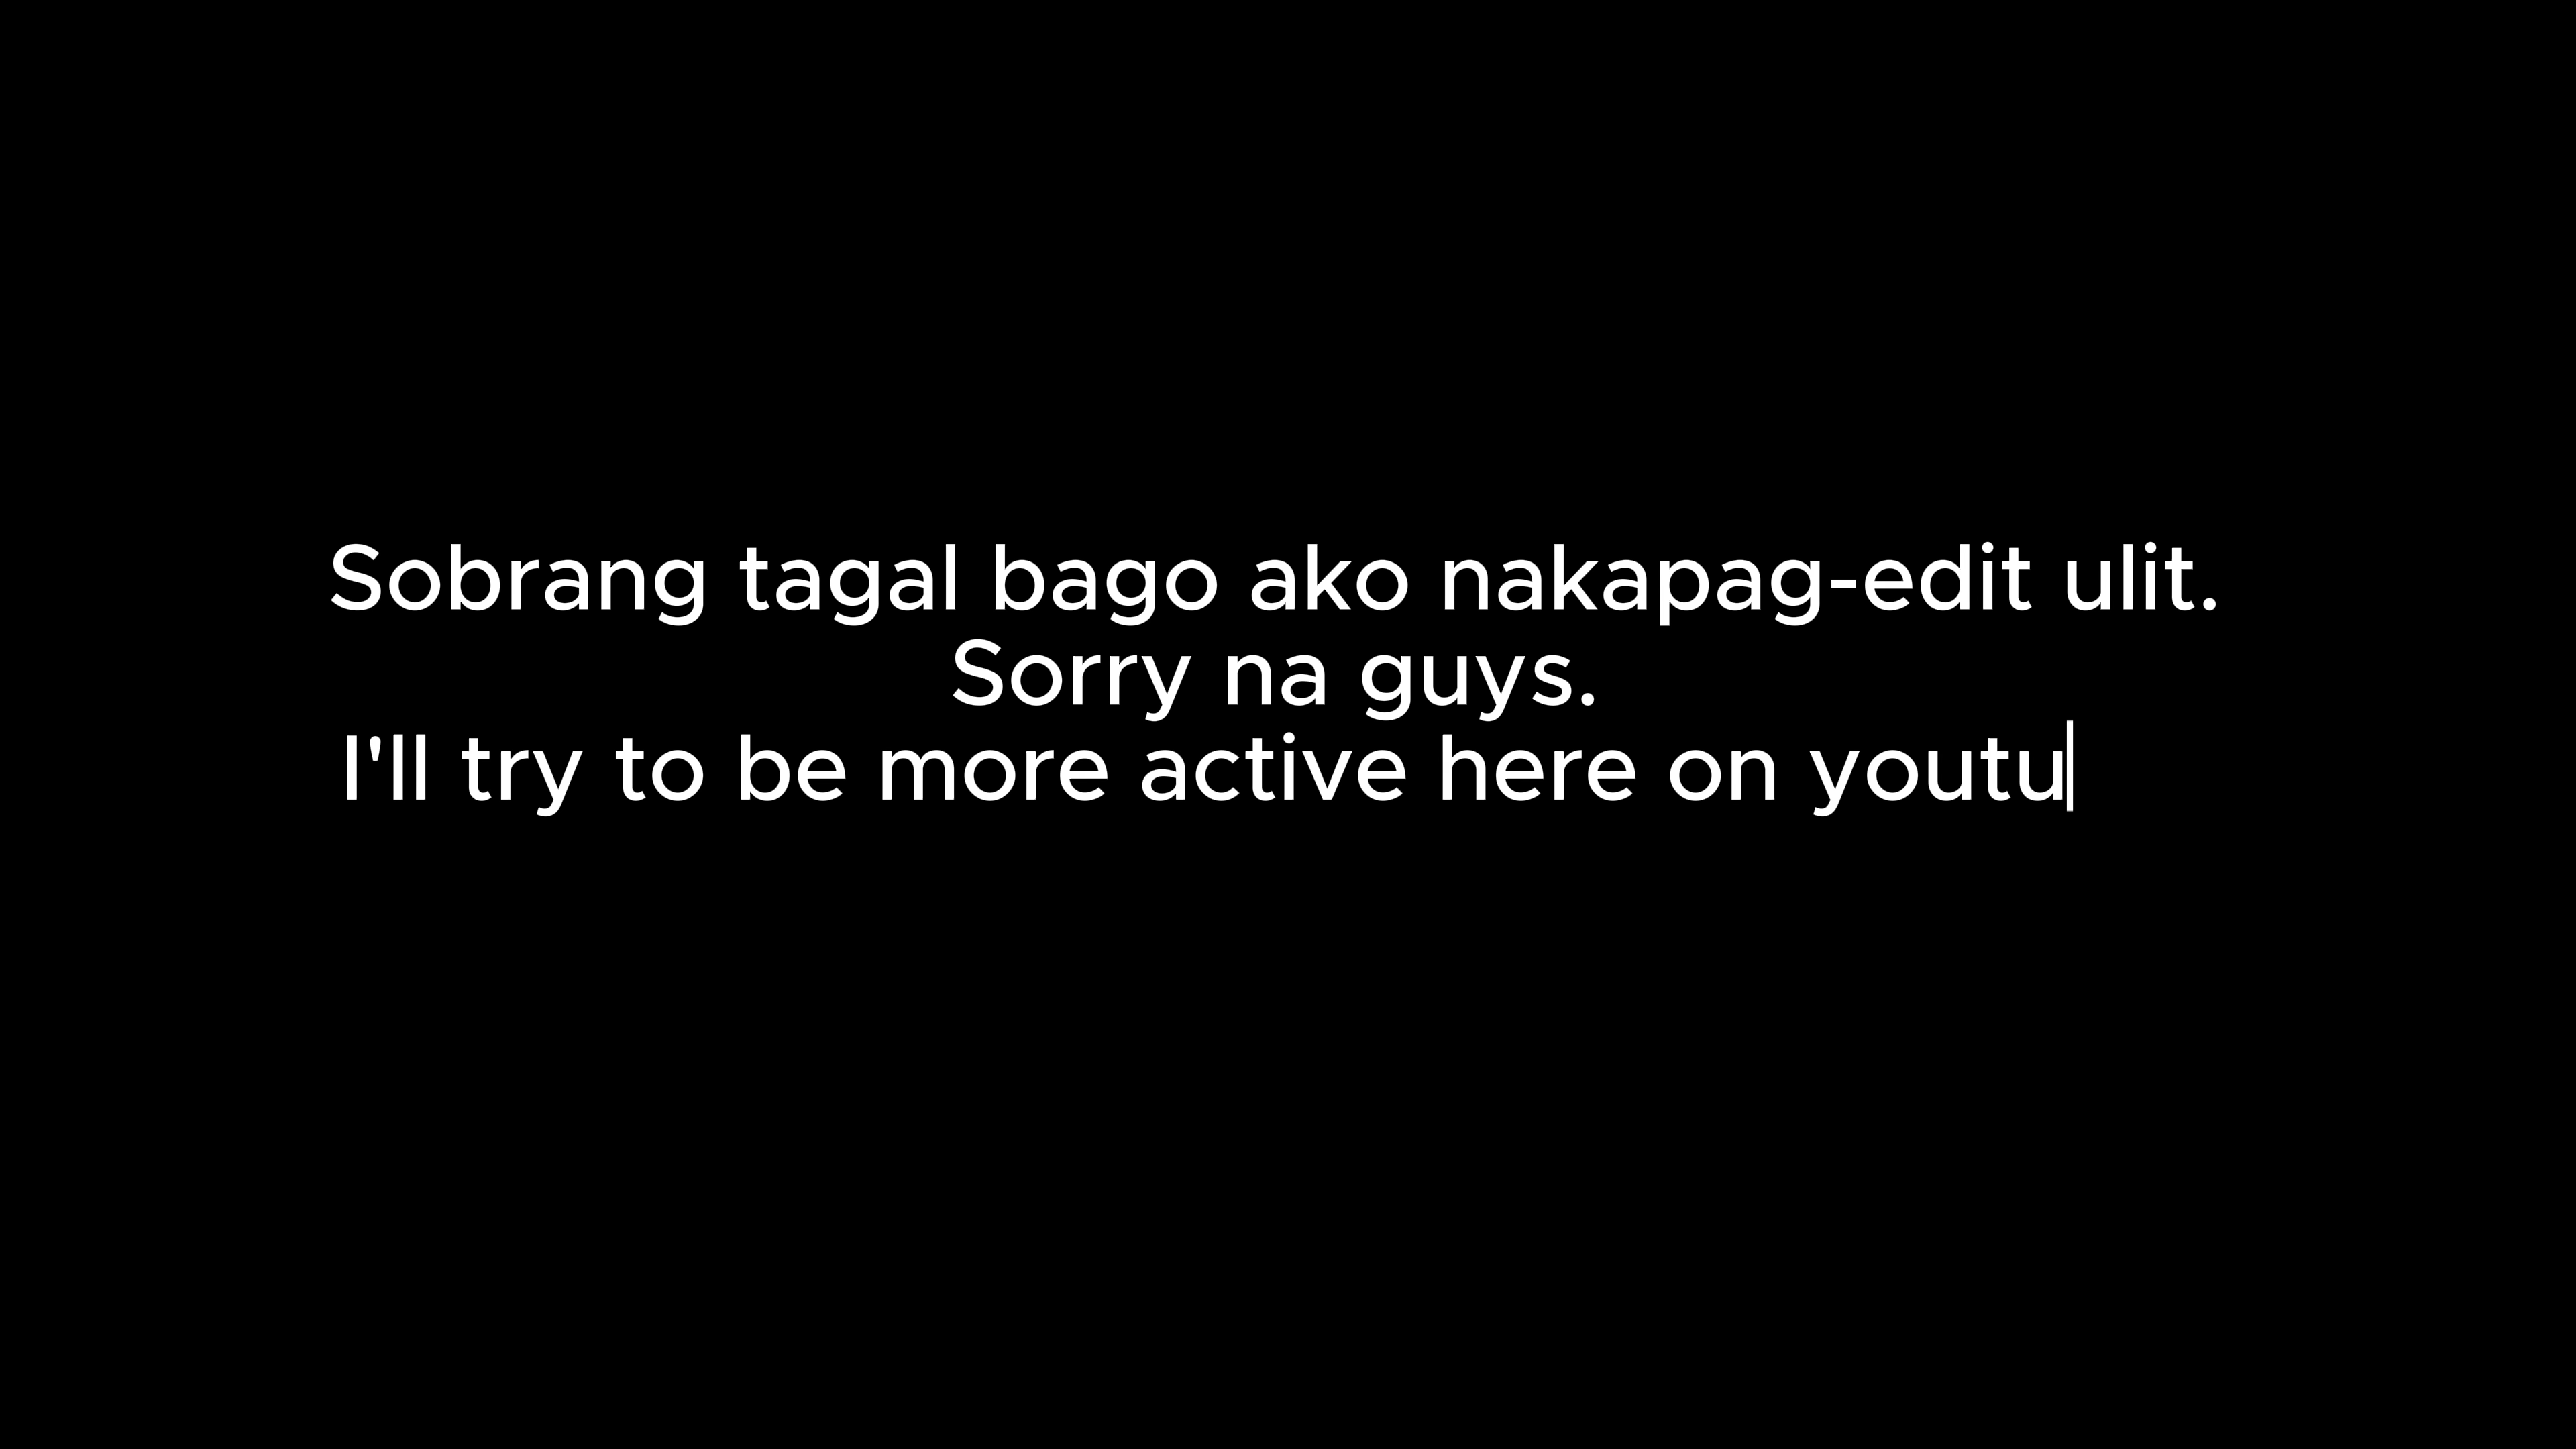 Sobrang tagal bago ako nakapag-edit ulit.
Sorry na guys.
I'll try to be more active here on youtu